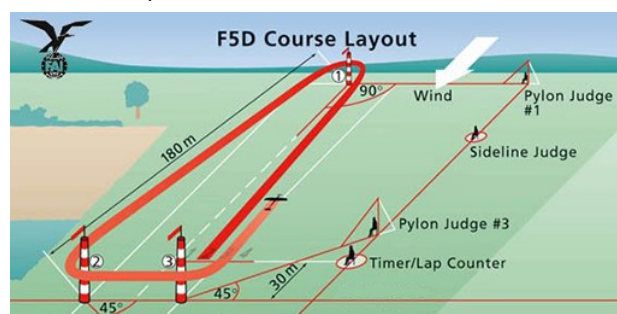 F5D Course Layout
FAI
1
90°
Wind
Pylon Judge
#1
180 m
Sideline Judge
Pylon Judge #3
2
3
Timer/Lap Counter
30 m
45°
45°